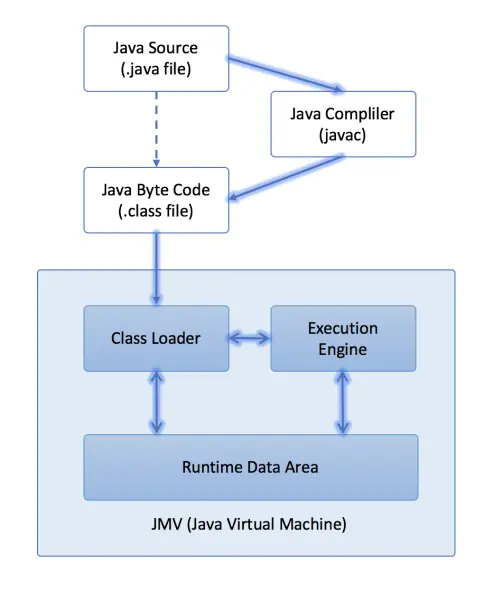 Java Source
(.java file)
Java Compliler
(javac)
Java Byte Code
(.class file)
Class Loader
Execution
Engine
Runtime Data Area
JMV (Java Virtual Machine)